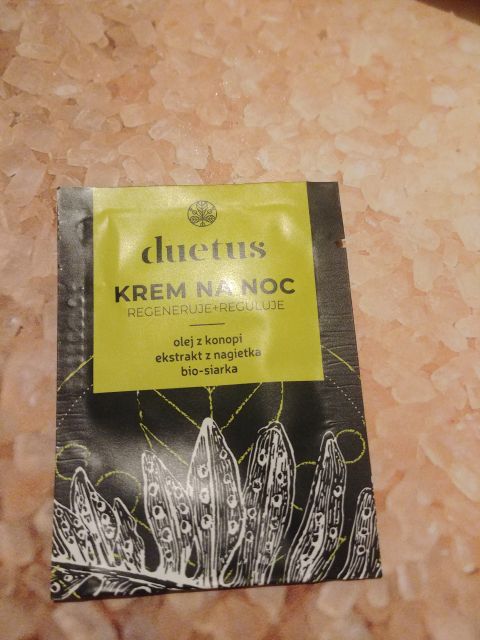 duetus
KREM NA NOC
REGENERUJE+REGULUJE
olej z konopi
ekstrakt z nagietka
bio-siarka